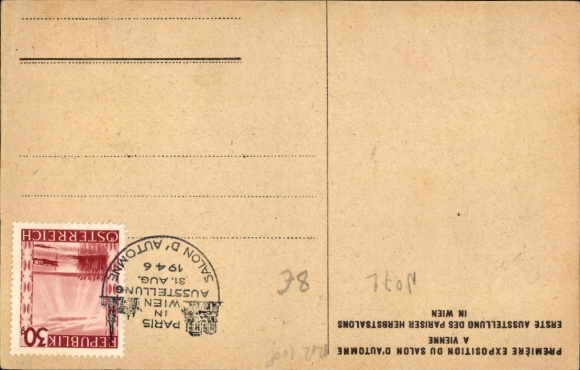 PREMIÈRE EXPOSITION DU SALON D'AUTOMNE
A VIENNE
ERSTE AUSSTELLUNG DES PARISER HERBSTSALONS
IN WIEN
PARIS
IN
WIEN
AUSSTELLUNG
31. AUG.
1946
SALON D' AUTOMNE
30g
REPUBLIK
ÖSTERREICH